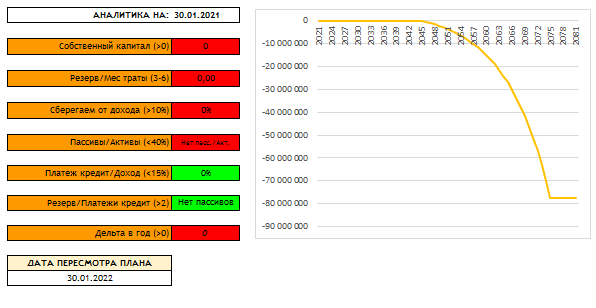 АНАЛИТИКА НА: 30.01.2021
Собственный капитал (>0) 0
Резерв/Мес траты (3-6) 0,00
Сберегаем от дохода (>10%) 0%
Пассивы/Активы (<40%) Нет пасс./Акт.
Платеж кредит/Доход (<15%) 0%
Резерв/Платежи кредит (>2) Нет пассивов
Дельта в год (>0) 0
ДАТА ПЕРЕСМОТРА ПЛАНА
30.01.2022
0
-10 000 000
-20 000 000
-30 000 000
-40 000 000
-50 000 000
-60 000 000
-70 000 000
-80 000 000
-90 000 000
2021
2024
2027
2030
2033
2036
2039
2042
2045
2048
2051
2054
2057
2060
2063
2066
2069
2072
2075
2078
2081